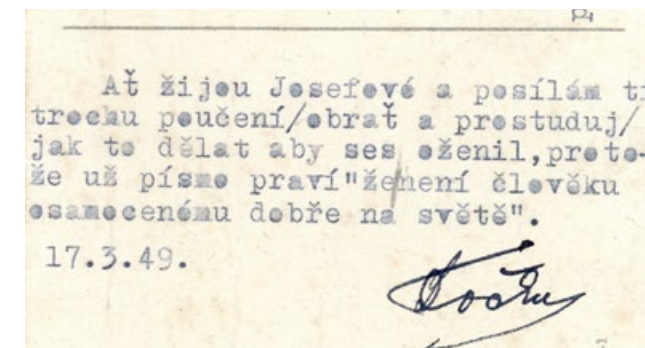 Ať žijou Josefové a posílám ti
trochu poučení/obrať a prostuduj/
jak to dělat aby ses oženil,proto-
že už písmo praví"ženení člověku
osamocenému dobře na světě".
17.3.49.